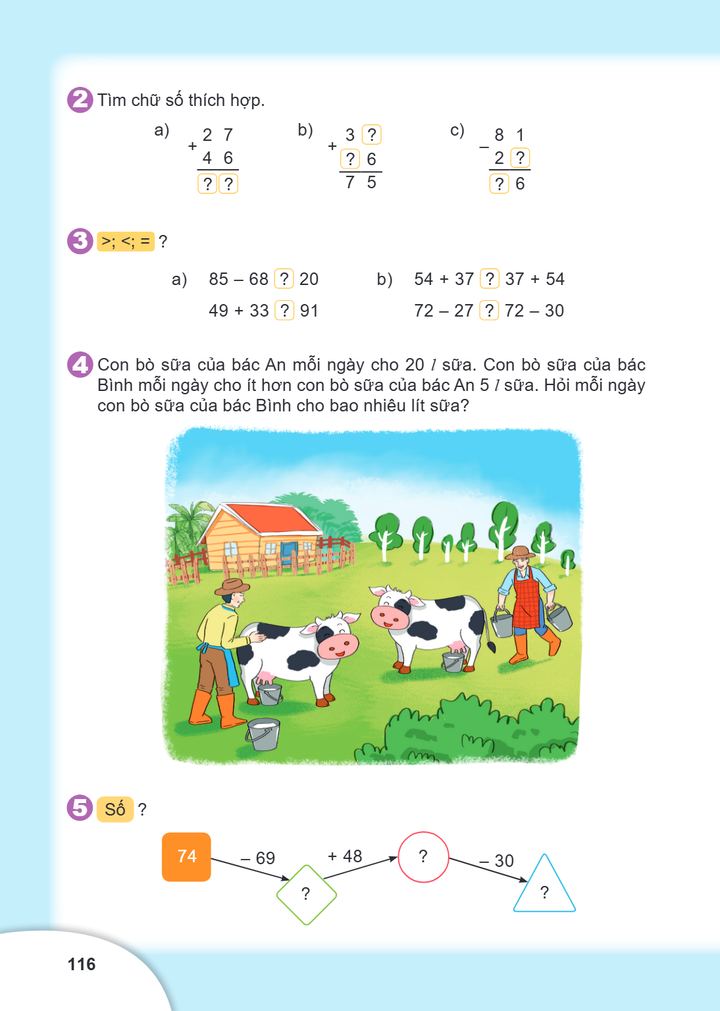 2 Tìm chữ số thích hợp.
a) b) c)
2 7 3 ? 8 1
+ + –
4 6 ? 6 2 ?
? ? 7 5 ? 6
3 >; <; = ?
a) 85 – 68 ? 20 b) 54 + 37 ? 37 + 54
49 + 33 ? 91 72 – 27 ? 72 – 30
4 Con bò sữa của bác An mỗi ngày cho 20 l sữa. Con bò sữa của bác
Bình mỗi ngày cho ít hơn con bò sữa của bác An 5 l sữa. Hỏi mỗi ngày
con bò sữa của bác Bình cho bao nhiêu lít sữa?
5 Số ?
74 – 69 ? + 48 ? – 30 ?
116